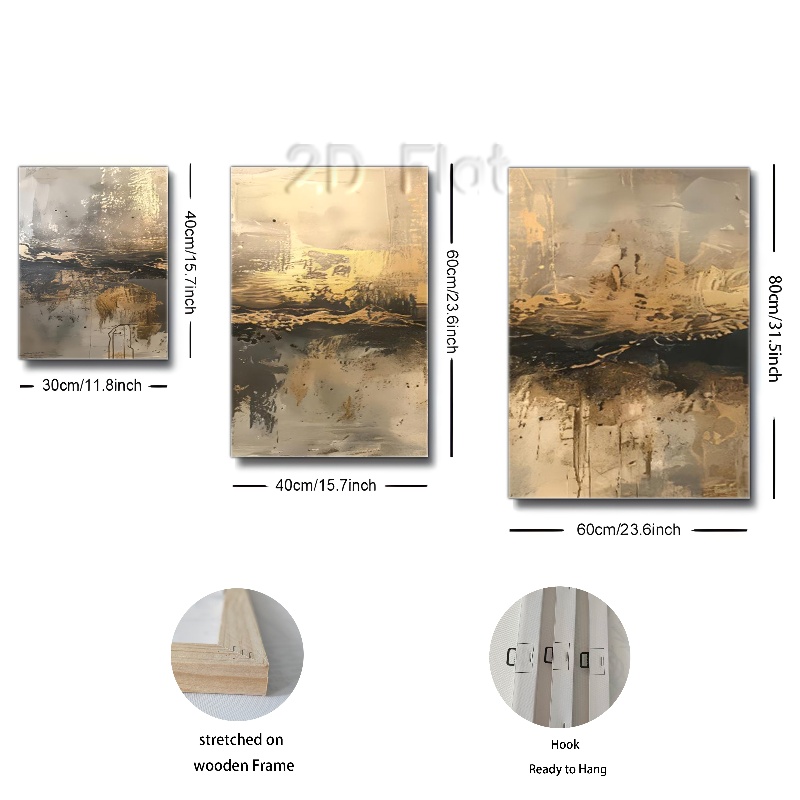 2D Flat
40cm/15.7inch
30cm/11.8inch
60cm/23.6inch
40cm/15.7inch
80cm/31.5inch
60cm/23.6inch
stretched on
wooden Frame
Hook
Ready to Hang